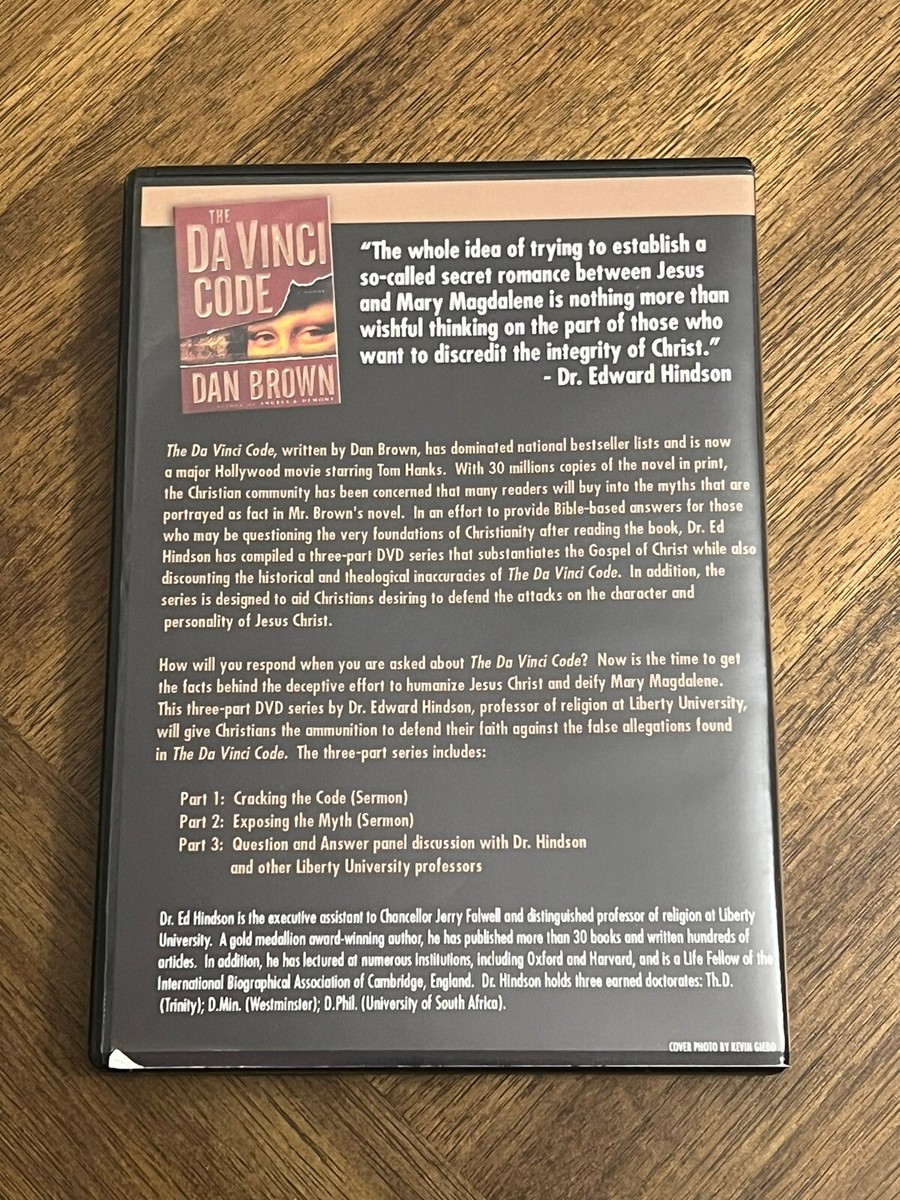 THE
DA VINCI
CODE
DAN BROWN
“The whole idea of trying to establish a
so-called secret romance between Jesus
and Mary Magdalene is nothing more than
wishful thinking on the part of those who
want to discredit the integrity of Christ.”
- Dr. Edward Hindson
The Da Vinci Code, written by Dan Brown, has dominated national bestseller lists and is now
a major Hollywood movie starring Tom Hanks. With 30 millions copies of the novel in print,
the Christian community has been concerned that many readers will buy into the myths that are
portrayed as fact in Mr. Brown's novel. In an effort to provide Bible-based answers for those
who may be questioning the very foundations of Christianity after reading the book, Dr. Ed
Hindson has compiled a three-part DVD series that substantiates the Gospel of Christ while also
discounting the historical and theological inaccuracies of The Da Vinci Code. In addition, the
series is designed to aid Christians desiring to defend the attacks on the character and
personality of Jesus Christ.
How will you respond when you are asked about The Da Vinci Code? Now is the time to get
the facts behind the deceptive effort to humanize Jesus Christ and deify Mary Magdalene.
This three-part DVD series by Dr. Edward Hindson, professor of religion at Liberty University,
will give Christians the ammunition to defend their faith against the false allegations found
in The Da Vinci Code. The three-part series includes:
Part 1: Cracking the Code (Sermon)
Part 2: Exposing the Myth (Sermon)
Part 3: Question and Answer panel discussion with Dr. Hindson
and other Liberty University professors
Dr. Ed Hindson is the executive assistant to Chancellor Jerry Falwell and distinguished professor of religion at Liberty
University. A gold medallion award-winning author, he has published more than 30 books and written hundreds of
articles. In addition, he has lectured at numerous institutions, including Oxford and Harvard, and is a Life Fellow of the
International Biographical Association of Cambridge, England. Dr. Hindson holds three earned doctorates: Th.D.
(Trinity); D.Min. (Westminster); D.Phil. (University of South Africa).
COVER PHOTO BY KEVIN